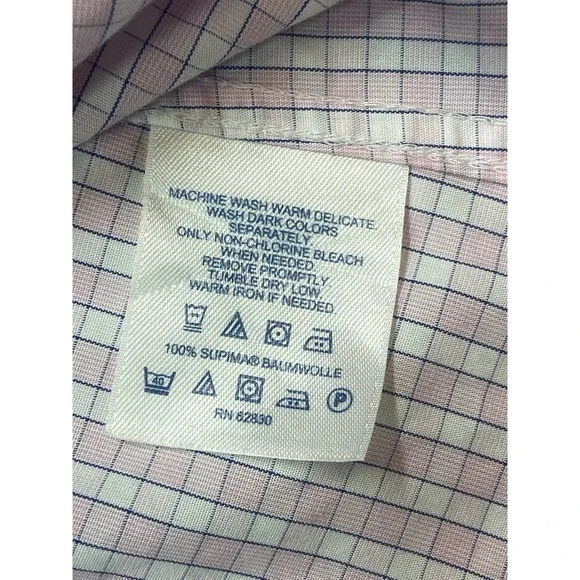 MACHINE WASH WARM DELICATE.
WASH DARK COLORS
SEPARATELY.
ONLY NON-CHLORINE BLEACH
WHEN NEEDED.
REMOVE PROMPTLY
TUMBLE DRY LOW.
WARM IRON IF NEEDED
100% SUPIMA® BAUMWOLLE
40 P
RN 62830